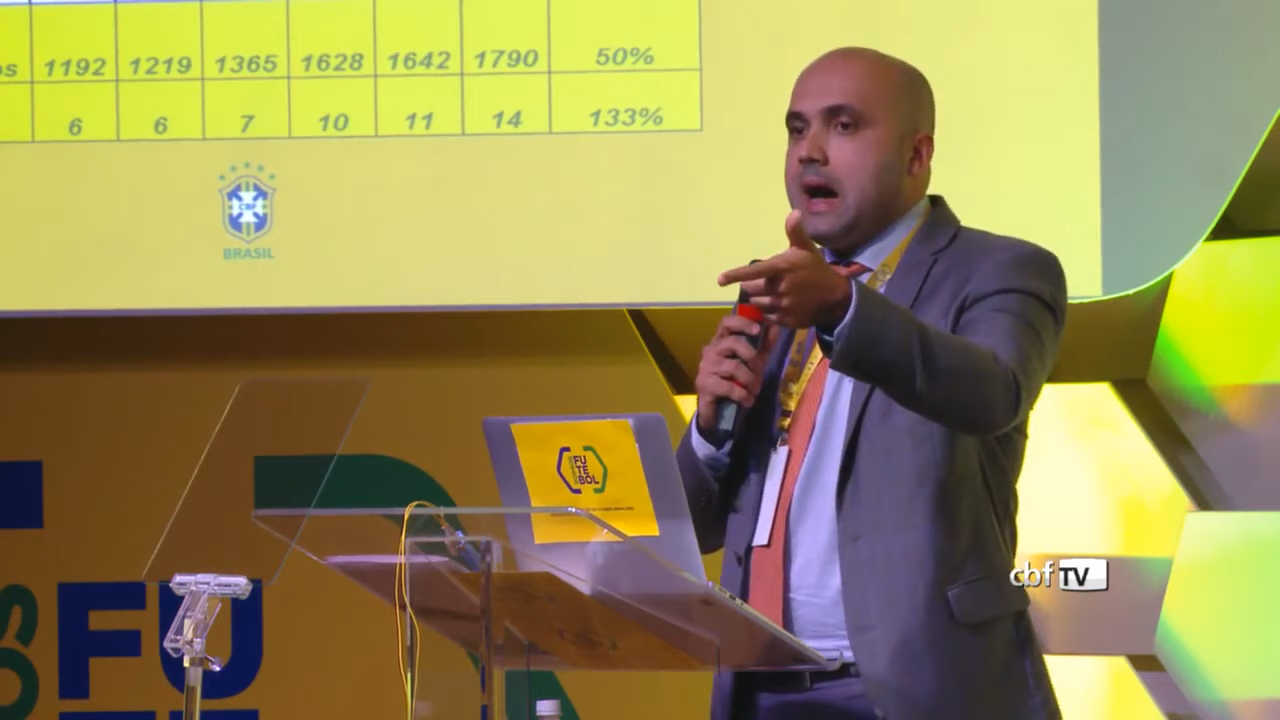 os 1192 1219 1365 1628 1642 1790 50%
6 6 7 10 11 14 133%
CBF
BRASIL
FU
TE
BOL
cbf TV
OS
FU